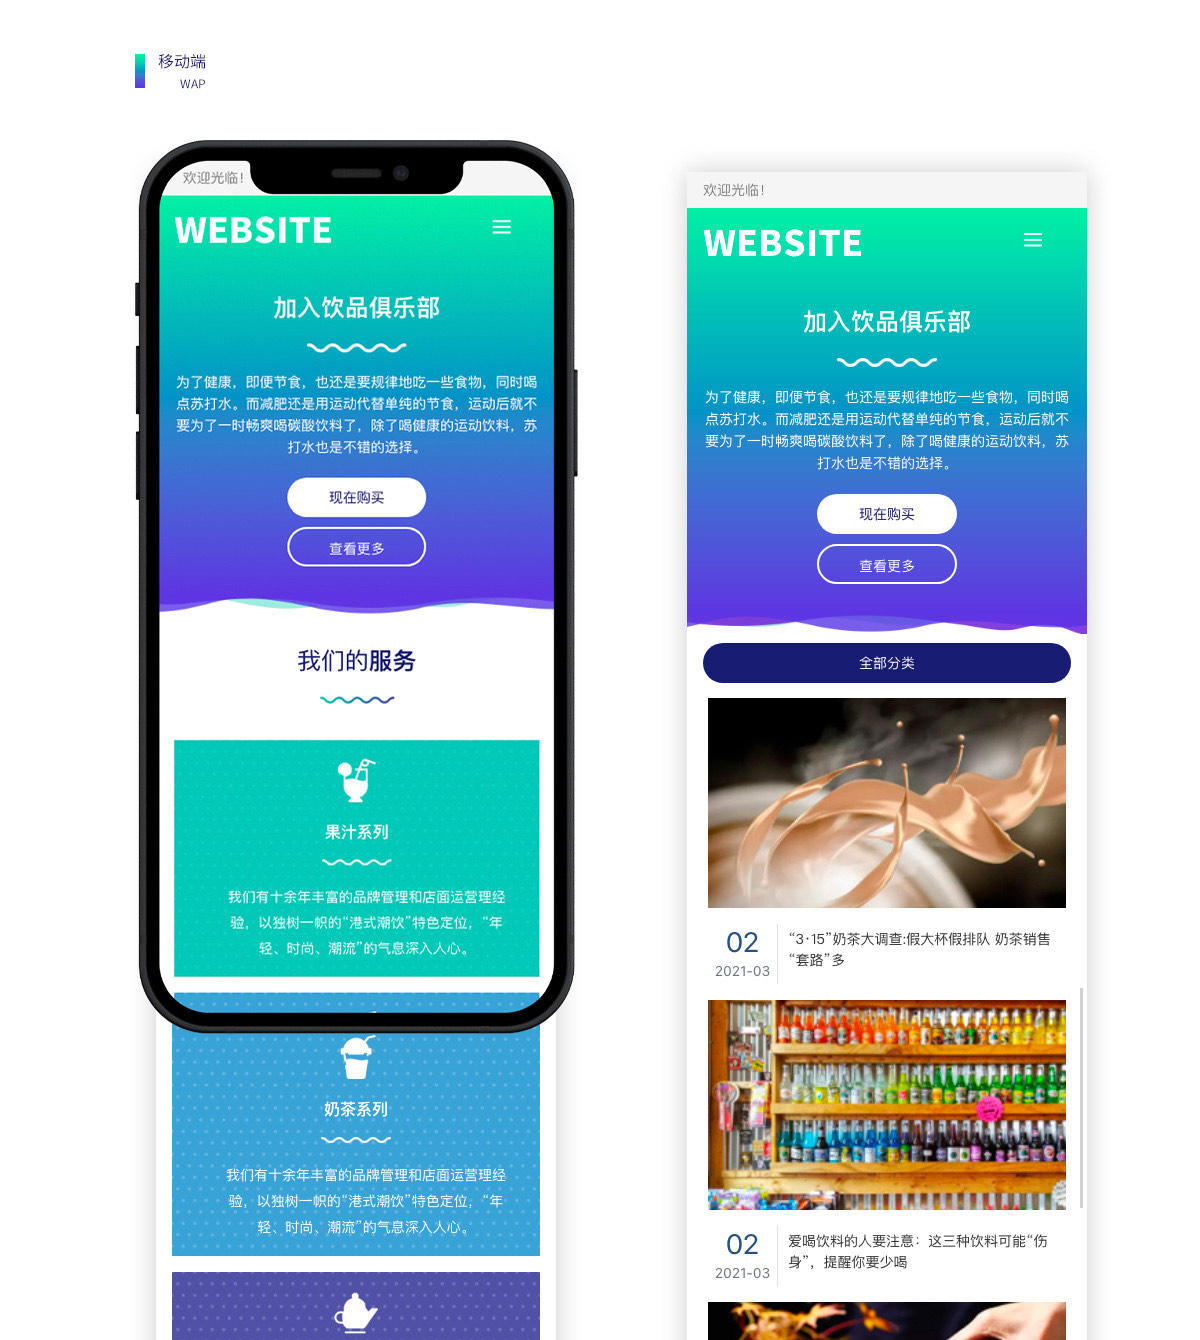 移动端
WAP
欢迎光临!
WEBSITE
加入饮品俱乐部
为了健康，即便节食，也还是要规律地吃一些食物，同时喝
点苏打水。而减肥还是用运动代替单纯的节食，运动后就不
要为了一时畅爽喝碳酸饮料了，除了喝健康的运动饮料，苏
打水也是不错的选择。
现在购买
查看更多
我们的服务
果汁系列
我们有十余年丰富的品牌管理和店面运营理经
验，以独树一帜的“港式潮饮”特色定位，“年
轻、时尚、潮流”的气息深入人心。
奶茶系列
我们有十余年丰富的品牌管理和店面运营理经
验，以独树一帜的“港式潮饮”特色定位，“年
轻、时尚、潮流”的气息深入人心。
欢迎光临!
WEBSITE
加入饮品俱乐部
为了健康，即便节食，也还是要规律地吃一些食物，同时喝
点苏打水。而减肥还是用运动代替单纯的节食，运动后就不
要为了一时畅爽喝碳酸饮料了，除了喝健康的运动饮料，苏
打水也是不错的选择。
现在购买
查看更多
全部分类
02
2021-03
“3·15”奶茶大调查:假大杯假排队 奶茶销售
“套路”多
02
2021-03
爱喝饮料的人要注意：这三种饮料可能“伤
身”，提醒你要少喝